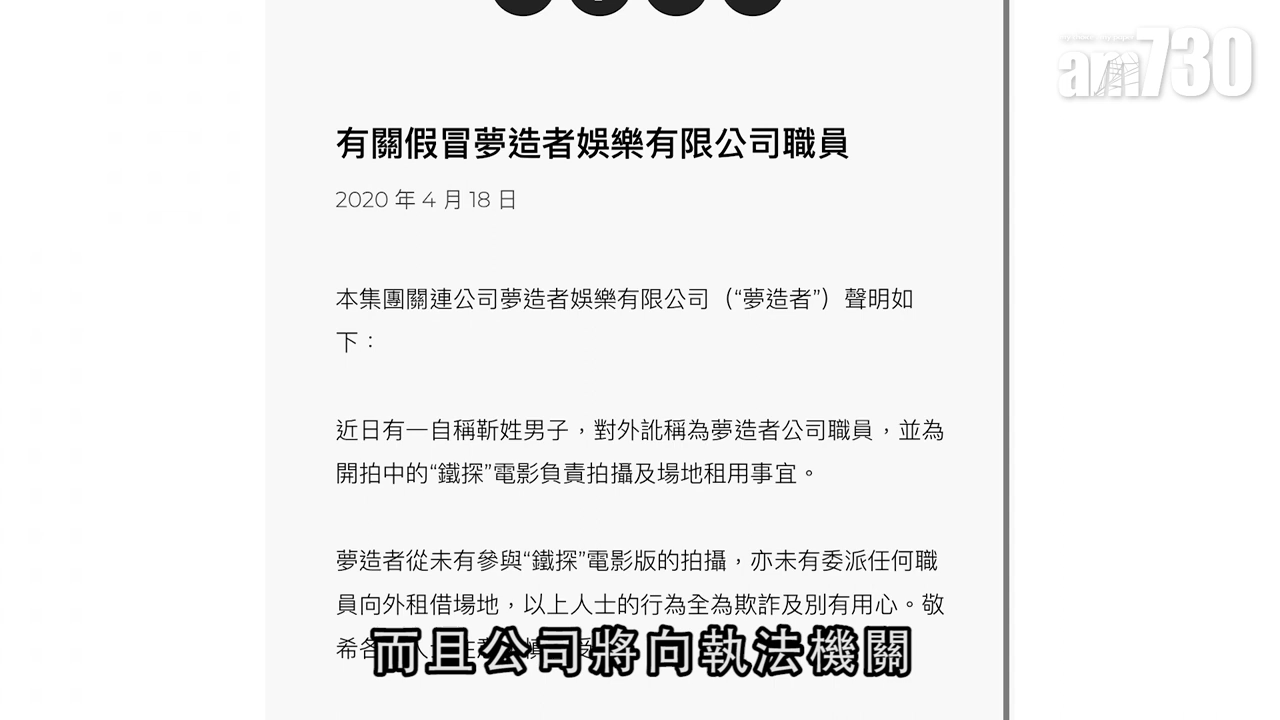 am730
有關假冒夢造者娛樂有限公司職員
2020 年 4 月 18 日
本集團關連公司夢造者娛樂有限公司（“夢造者”）聲明如
下：
近日有一自稱靳姓男子，對外訛稱為夢造者公司職員，並為
開拍中的“鐵探”電影負責拍攝及場地租用事宜。
夢造者從未有參與“鐵探”電影版的拍攝，亦未有委派任何職
員向外租借場地，以上人士的行為全為欺詐及別有用心。敬
希各
而且公司將向執法機關